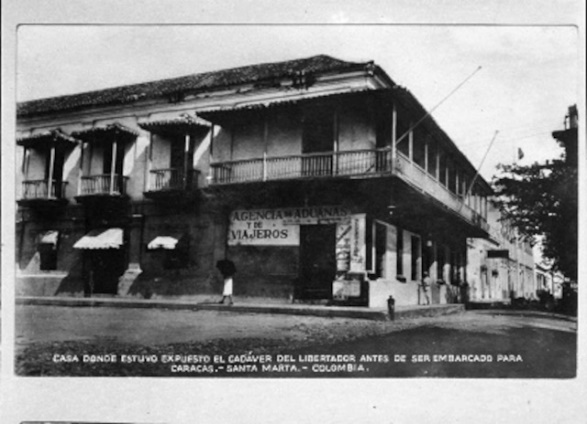 AGENCIA DE ADUANAS
Y DE
VIAJEROS
CASA DONDE ESTUVO EXPUESTO EL CADÁVER DEL LIBERTADOR ANTES DE SER EMBARCADO PARA
CARACAS.- SANTA MARTA.- COLOMBIA.